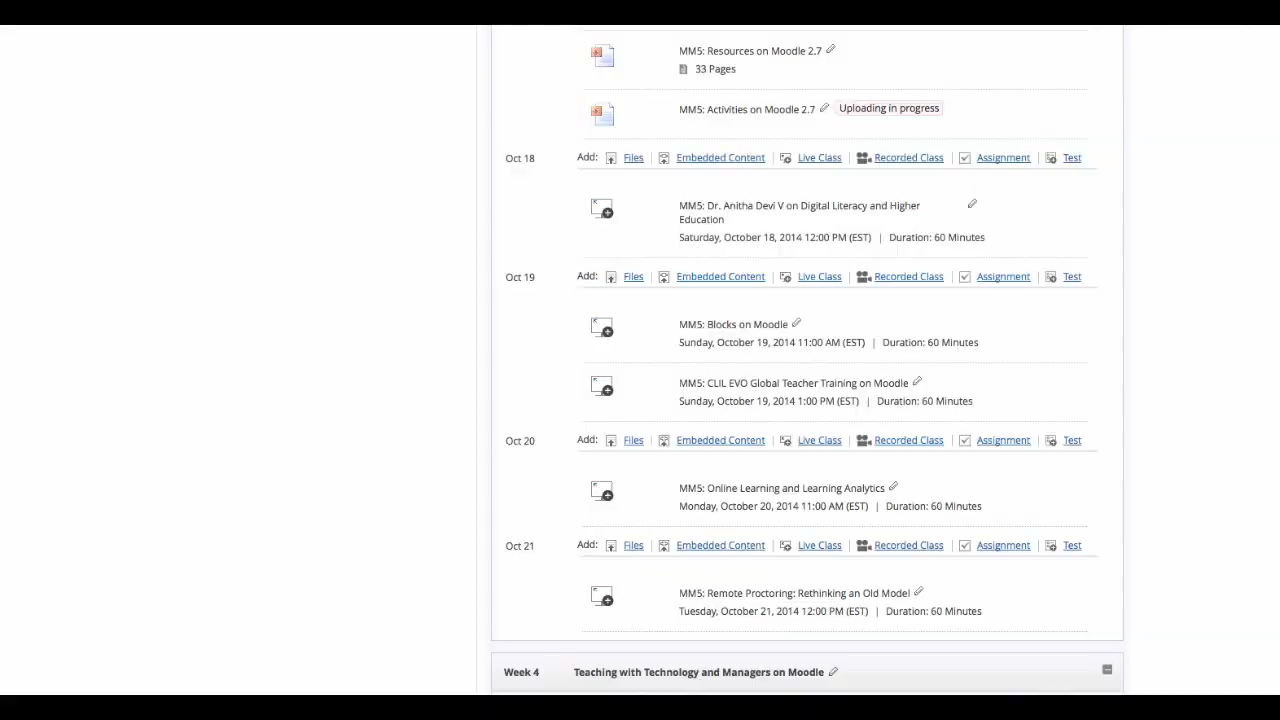 MM5: Resources on Moodle 2.7
33 Pages
MM5: Activities on Moodle 2.7 Uploading in progress
Oct 18 Add: Files | Embedded Content | Live Class | Recorded Class | Assignment | Test
MM5: Dr. Anitha Devi V on Digital Literacy and Higher
Education
Saturday, October 18, 2014 12:00 PM (EST) | Duration: 60 Minutes
Oct 19 Add: Files | Embedded Content | Live Class | Recorded Class | Assignment | Test
MM5: Blocks on Moodle
Sunday, October 19, 2014 11:00 AM (EST) | Duration: 60 Minutes
MM5: CLIL EVO Global Teacher Training on Moodle
Sunday, October 19, 2014 1:00 PM (EST) | Duration: 60 Minutes
Oct 20 Add: Files | Embedded Content | Live Class | Recorded Class | Assignment | Test
MM5: Online Learning and Learning Analytics
Monday, October 20, 2014 11:00 AM (EST) | Duration: 60 Minutes
Oct 21 Add: Files | Embedded Content | Live Class | Recorded Class | Assignment | Test
MM5: Remote Proctoring: Rethinking an Old Model
Tuesday, October 21, 2014 12:00 PM (EST) | Duration: 60 Minutes
Week 4 Teaching with Technology and Managers on Moodle